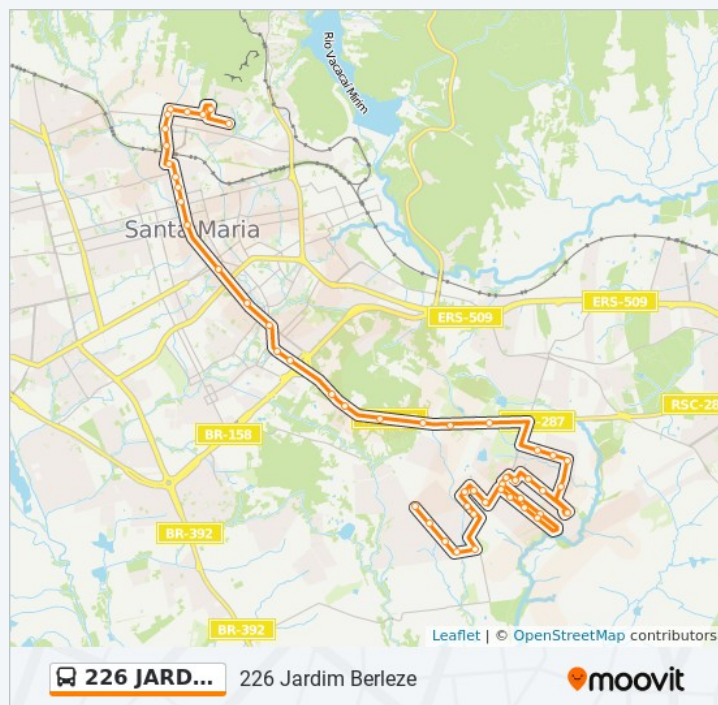 Rio Vacacaí Mirim
Santa Maria
ERS-509
ERS-509
RSC-28
-287
BR-158
BR-392
BR-392
Leaflet | © OpenStreetMap contributors
226 JARD...
226 Jardim Berleze
moovit